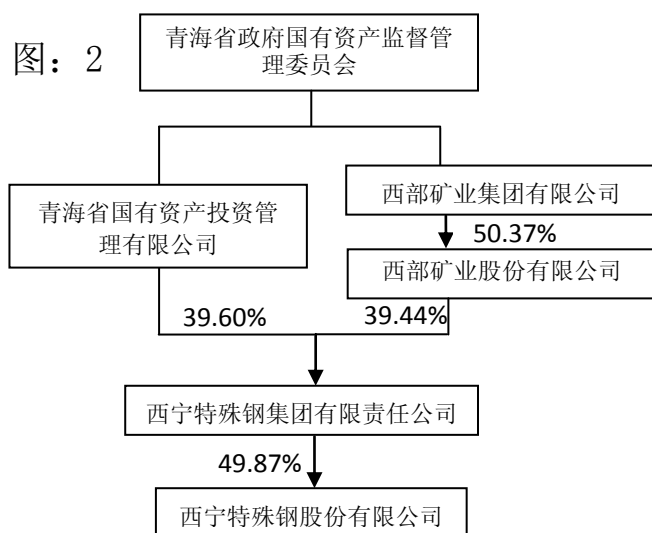 青海省政府国有资产监督管
理委员会
图：2
青海省国有资产投资管
理有限公司
西部矿业集团有限公司
50.37%
西部矿业股份有限公司
39.60%
39.44%
西宁特殊钢集团有限责任公司
49.87%
西宁特殊钢股份有限公司